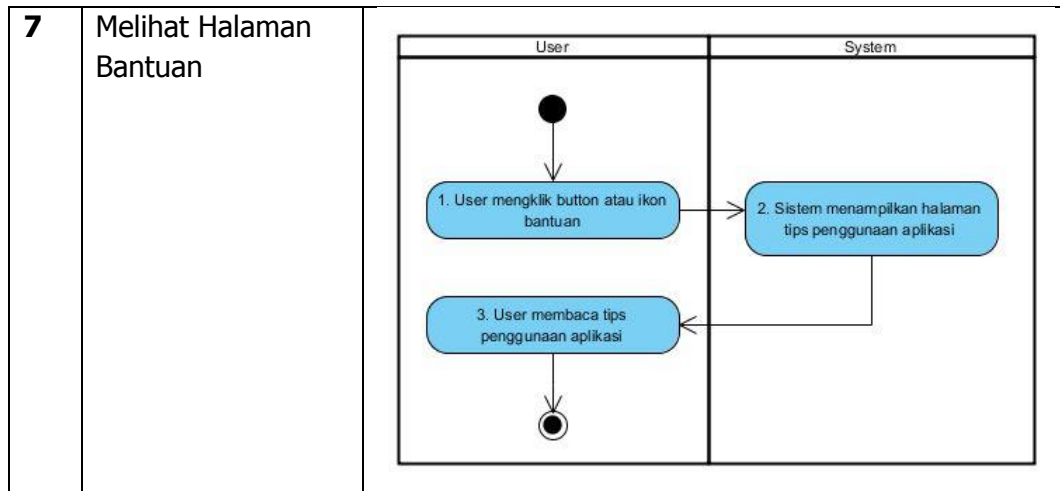 7
Melihat Halaman
Bantuan
User
System
1. User mengklik button atau ikon
bantuan
2. Sistem menampilkan halaman
tips penggunaan aplikasi
3. User membaca tips
penggunaan aplikasi